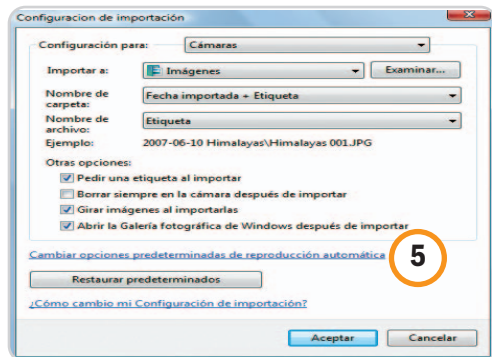 Configuracion de importación
Configuración para: Cámaras
Importar a: Imágenes Examinar...
Nombre de carpeta: Fecha importada + Etiqueta
Nombre de archivo: Etiqueta
Ejemplo: 2007-06-10 Himalayas\Himalayas 001.JPG
Otras opciones:
Pedir una etiqueta al importar
Borrar siempre en la cámara después de importar
Girar imágenes al importarlas
Abrir la Galería fotográfica de Windows después de importar
Cambiar opciones predeterminadas de reproducción automática
5
Restaurar predeterminados
¿Cómo cambio mi Configuración de importación?
Aceptar Cancelar